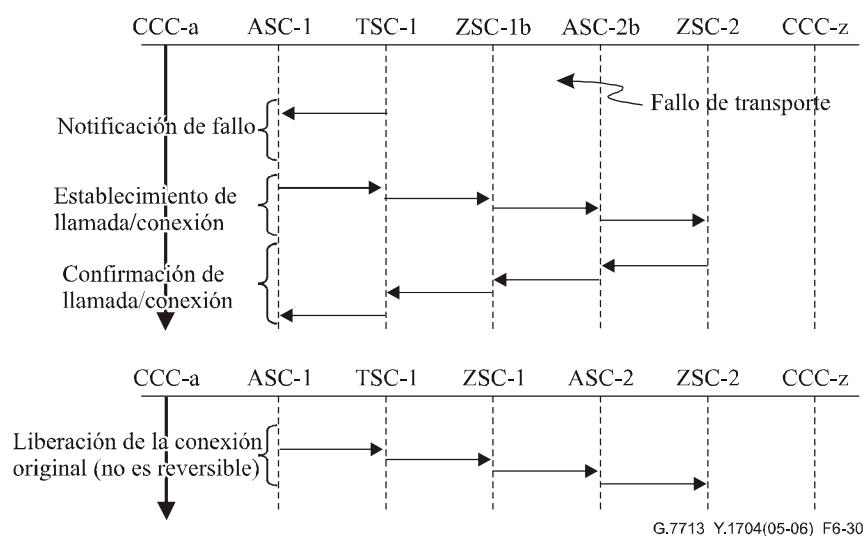 CCC-a ASC-1 TSC-1 ZSC-1b ASC-2b ZSC-2 CCC-z
Fallo de transporte
Notificación de fallo
Establecimiento de
llamada/conexión
Confirmación de
llamada/conexión
CCC-a ASC-1 TSC-1 ZSC-1 ASC-2 ZSC-2 CCC-z
Liberación de la conexión
original (no es reversible)
G.7713 Y.1704(05-06) F6-30